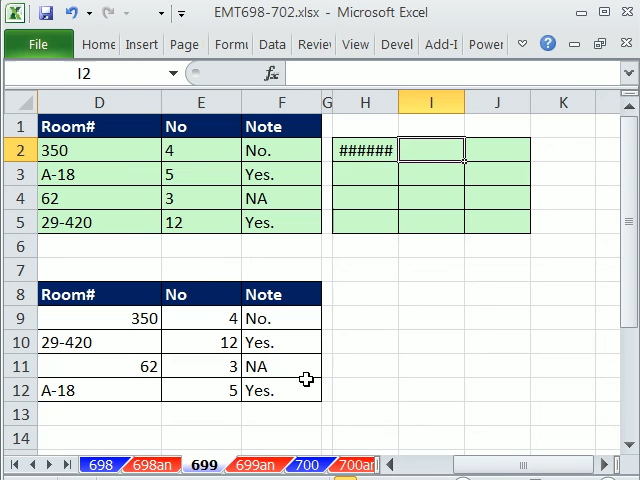 EMT698-702.xlsx - Microsoft Excel
File Home Insert Formu Data Review View Devel Add-I Power
I2 fx
D E F G H I J K
1 Room# No Note
2 350 4 No. ######
3 A-18 5 Yes.
4 62 3 NA
5 29-420 12 Yes.
6
7
8 Room# No Note
9 350 4 No.
10 29-420 12 Yes.
11 62 3 NA
12 A-18 5 Yes.
13
14
698 698an 699 699an 700 700an